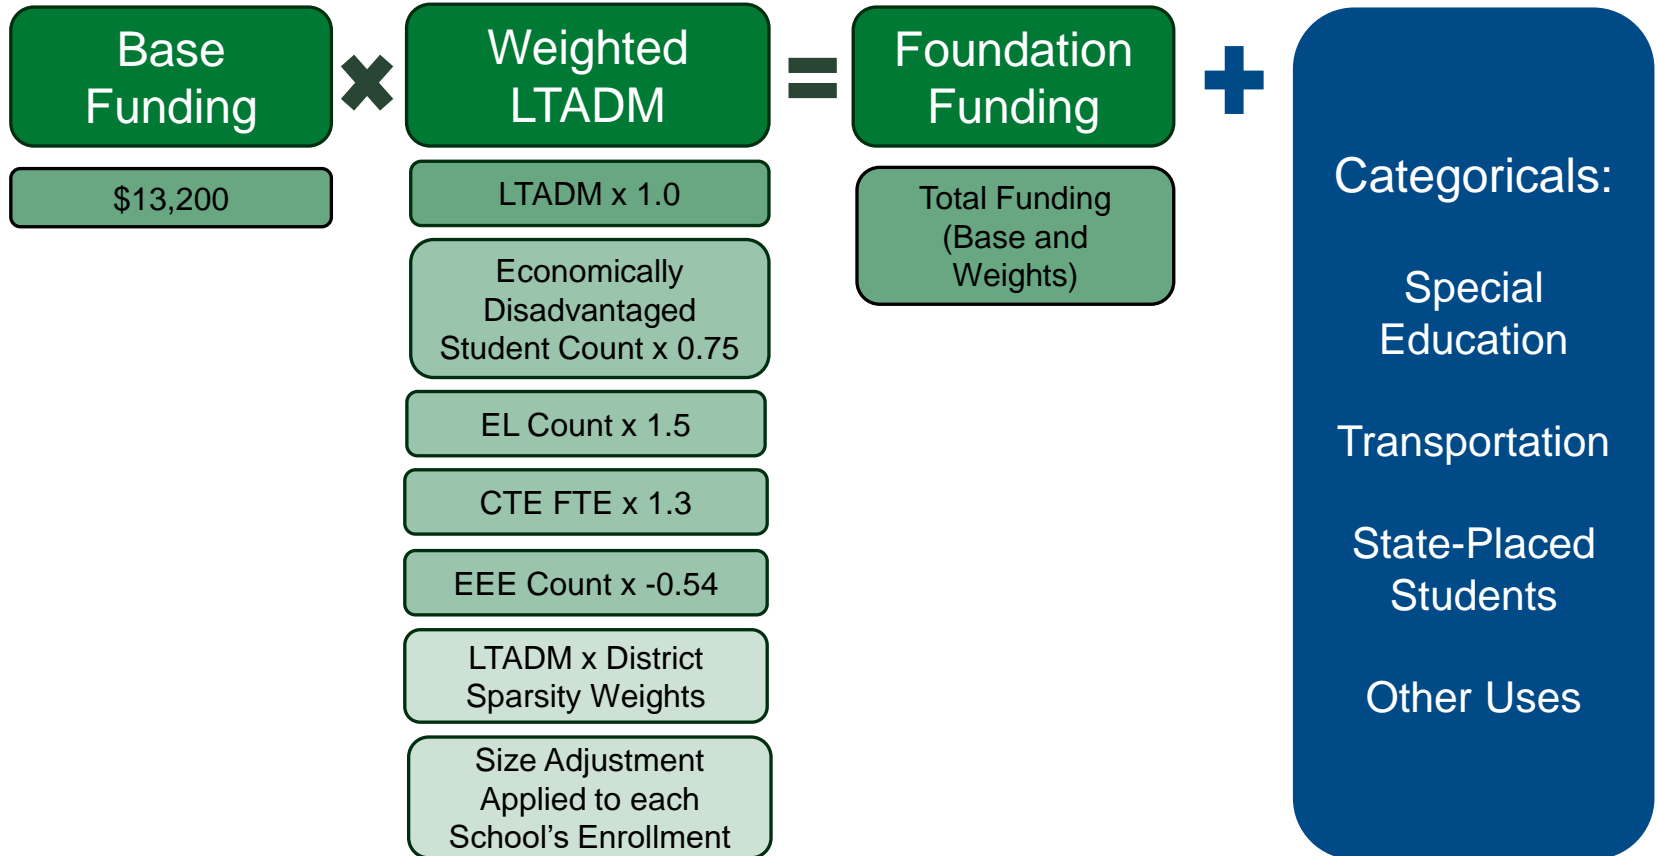 Base
Funding
$13,200
Weighted
LTADM
LTADM x 1.0
Economically
Disadvantaged
Student Count x 0.75
EL Count x 1.5
CTE FTE x 1.3
EEE Count x -0.54
LTADM x District
Sparsity Weights
Size Adjustment
Applied to each
School’s Enrollment
=
Foundation
Funding
Total Funding
(Base and
Weights)
Categoricals:
Special
Education
Transportation
State-Placed
Students
Other Uses